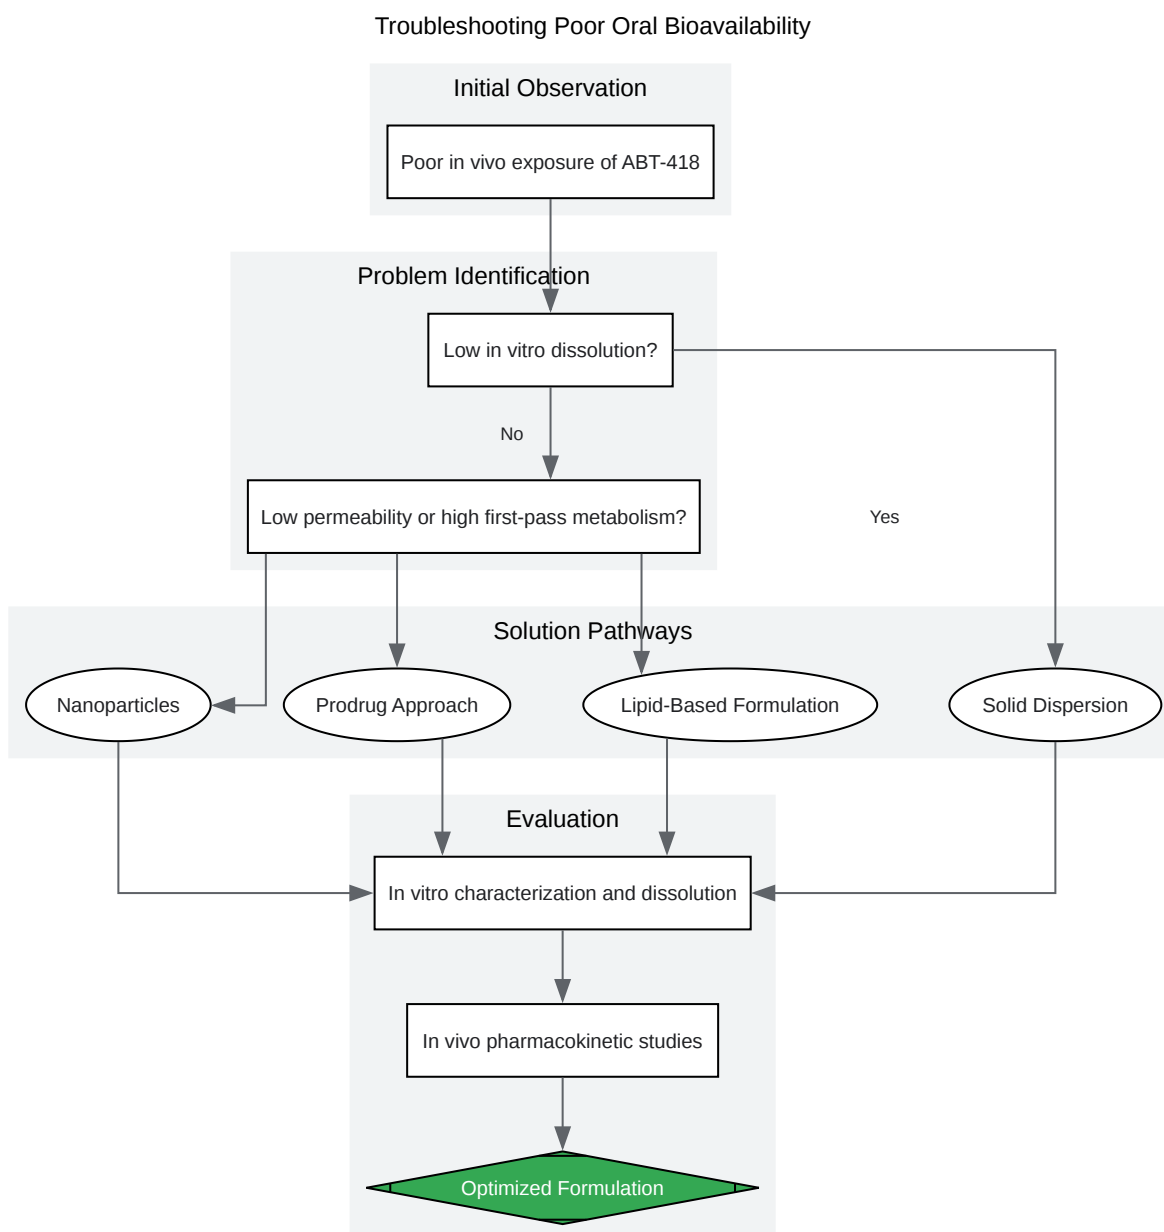 Troubleshooting Poor Oral Bioavailability
Initial Observation
Poor in vivo exposure of ABT-418
Problem Identification
Low in vitro dissolution?
No
Low permeability or high first-pass metabolism?
Yes
Solution Pathways
Nanoparticles
Prodrug Approach
Lipid-Based Formulation
Solid Dispersion
Evaluation
In vitro characterization and dissolution
In vivo pharmacokinetic studies
Optimized Formulation